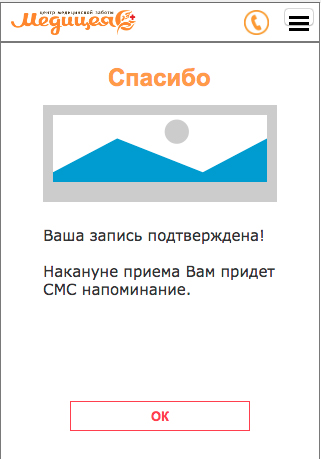 центр медицинской заботы
Медицея
Спасибо
Ваша запись подтверждена!
Накануне приема Вам придет
СМС напоминание.
ОК